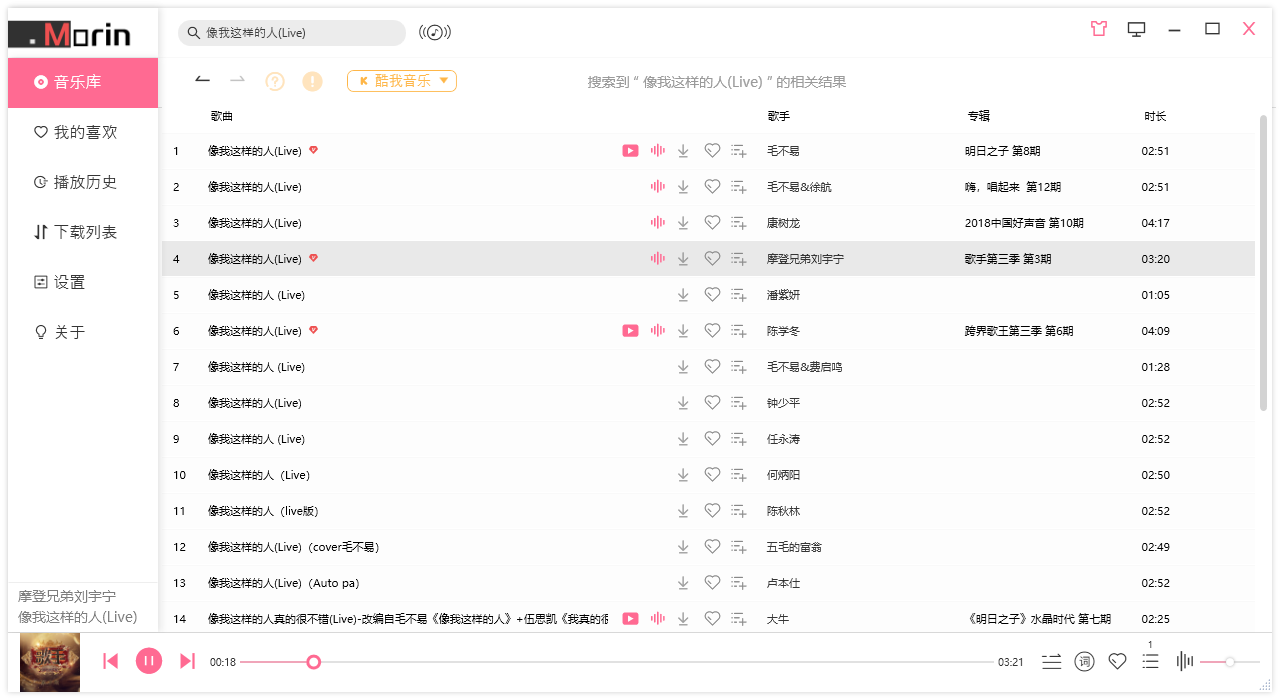 .Morin
像我这样的人(Live)
音乐库
我的喜欢
播放历史
下载列表
设置
关于
K 酷我音乐
搜索到 “ 像我这样的人(Live) ” 的相关结果
歌曲 歌手 专辑 时长
1 像我这样的人(Live) 毛不易 明日之子 第8期 02:51
2 像我这样的人(Live) 毛不易&徐航 嗨，唱起来 第12期 02:51
3 像我这样的人(Live) 康树龙 2018中国好声音 第10期 04:17
4 像我这样的人(Live) 摩登兄弟刘宇宁 歌手第三季 第3期 03:20
5 像我这样的人 (Live) 潘紫妍 01:05
6 像我这样的人(Live) 陈学冬 跨界歌王第三季 第6期 04:09
7 像我这样的人 (Live) 毛不易&龚启鸣 01:28
8 像我这样的人(Live) 钟少平 02:52
9 像我这样的人 (Live) 任永涛 02:52
10 像我这样的人（Live） 何炳阳 02:50
11 像我这样的人（live版） 陈秋林 02:52
12 像我这样的人(Live)（cover毛不易） 五毛的富翁 02:49
13 像我这样的人(Live)（Auto pa） 卢本仕 02:52
14 像我这样的人真的很不错(Live)-改编自毛不易《像我这样的人》+伍思凯《我真的很 大牛 《明日之子》水晶时代 第七期 02:25
摩登兄弟刘宇宁
像我这样的人(Live)
歌手
00:18 03:21 词 1